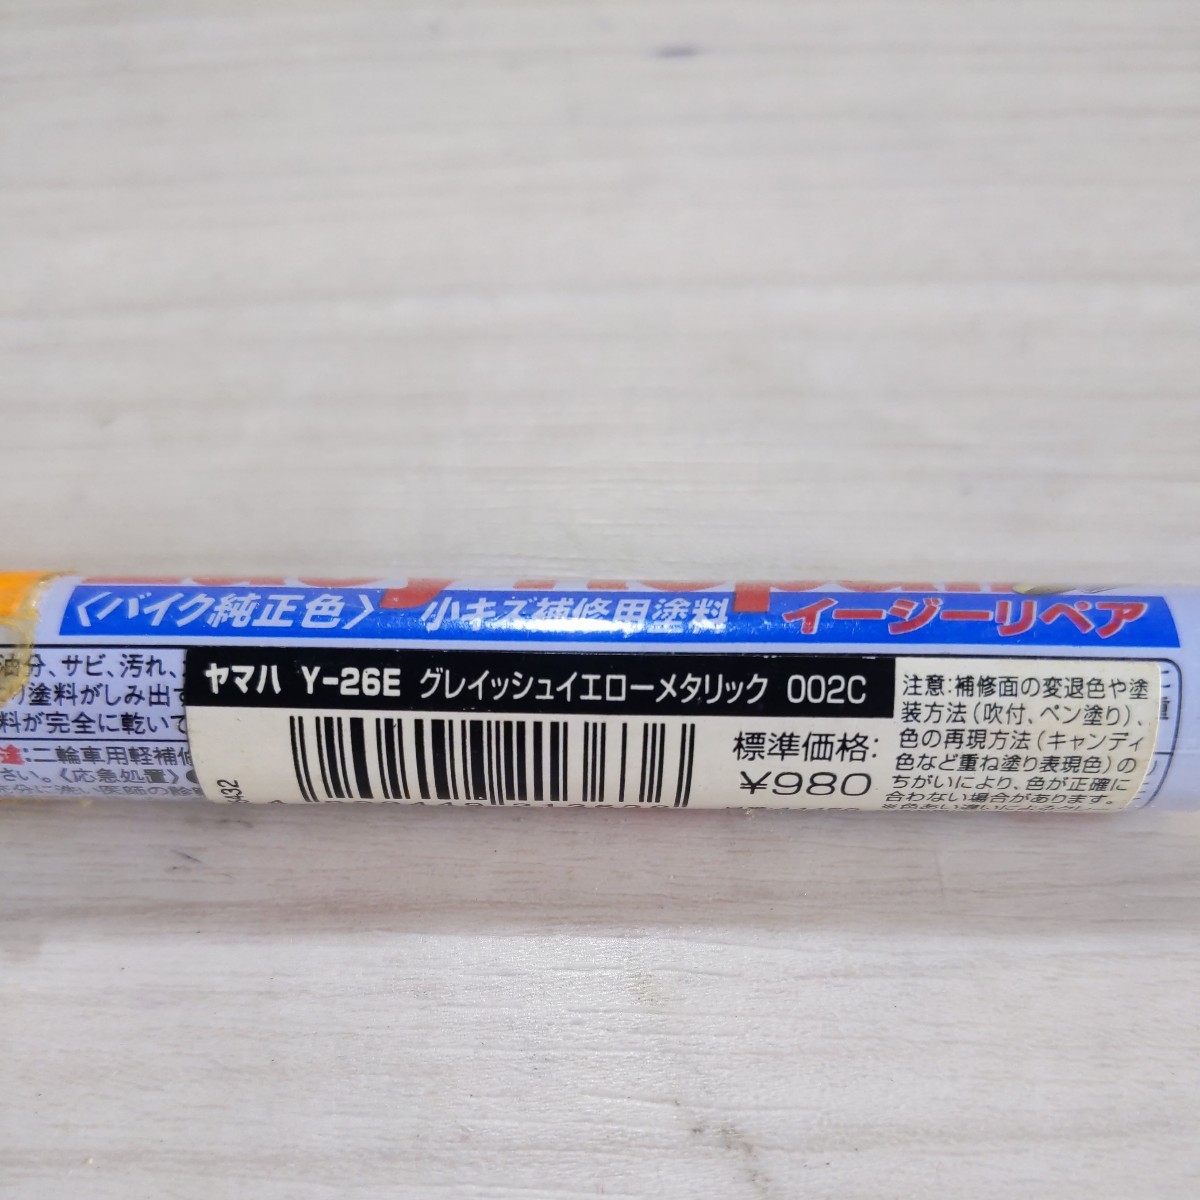 Easy Repair
〈バイク純正色〉 小キズ補修用塗料 イージーリペア
油分、サビ、汚れ、
塗料がしみ出す
料が完全に乾いて
二輪車用軽補修
さい。〈応急処置〉
ヤマハ Y-26E グレイッシュイエローメタリック 002C
標準価格:
¥980
注意:補修面の変退色や塗
装方法(吹付、ペン塗り)、
色の再現方法(キャンディ
色など重ね塗り表現色)の
ちがいにより、色が正確に
合わない場合があります。